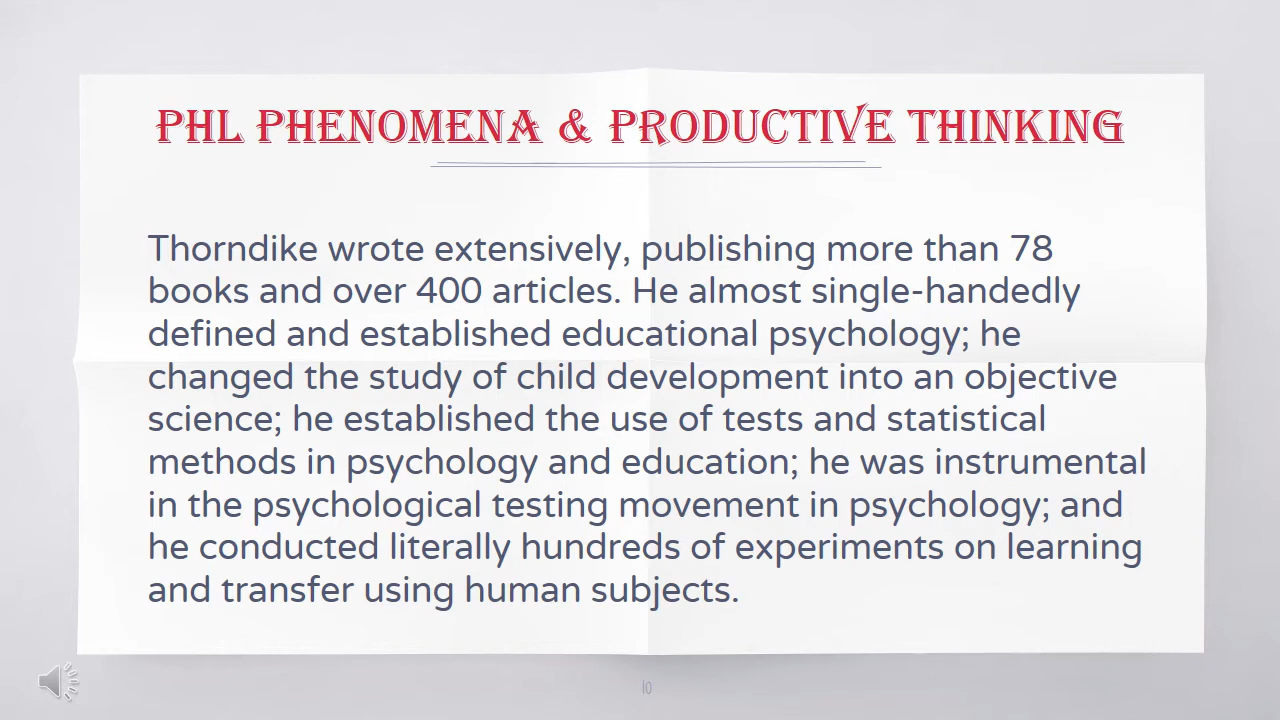 PHL PHENOMENA & PRODUCTIVE THINKING
Thorndike wrote extensively, publishing more than 78
books and over 400 articles. He almost single-handedly
defined and established educational psychology; he
changed the study of child development into an objective
science; he established the use of tests and statistical
methods in psychology and education; he was instrumental
in the psychological testing movement in psychology; and
he conducted literally hundreds of experiments on learning
and transfer using human subjects.
10